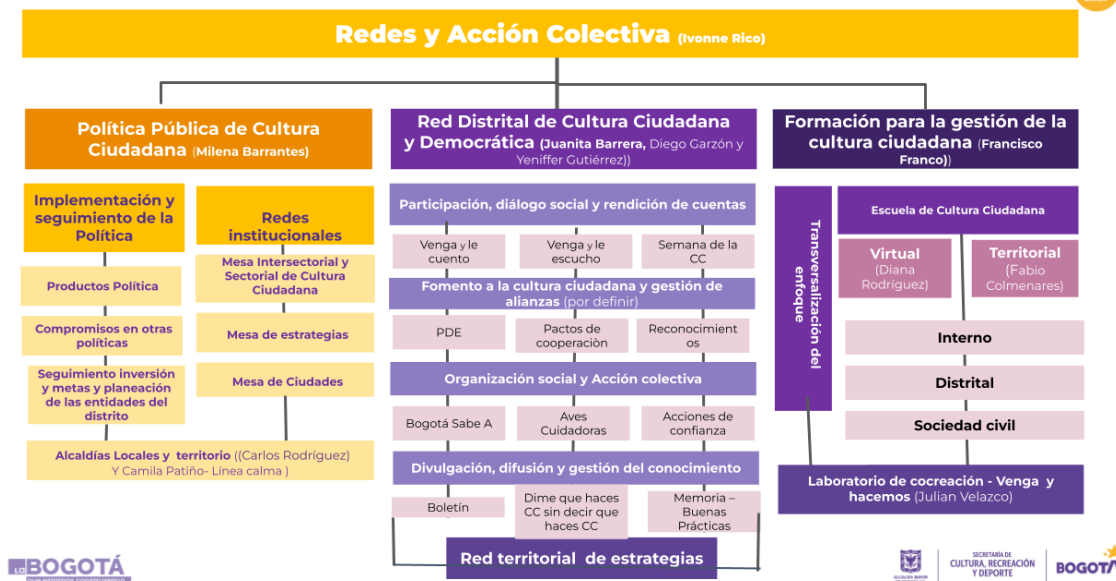 Redes y Acción Colectiva (Ivonne Rico)
Política Pública de Cultura
Ciudadana (Milena Barrantes)
Implementación y
seguimiento de la
Política
Productos Política
Compromisos en otras
políticas
Seguimiento inversión
y metas y planeación
de las entidades del
distrito
Redes
institucionales
Mesa Intersectorial y
Sectorial de Cultura
Ciudadana
Mesa de estrategias
Mesa de Ciudades
Alcaldías Locales y territorio ((Carlos Rodríguez)
Y Camila Patiño- Línea calma )
Red Distrital de Cultura Ciudadana
y Democrática (Juanita Barrera, Diego Garzón y
Yeniffer Gutiérrez))
Participación, diálogo social y rendición de cuentas
Venga y le
cuento
Venga y le
escucho
Semana de la
CC
Fomento a la cultura ciudadana y gestión de
alianzas (por definir)
PDE
Pactos de
cooperaciòn
Reconocimient
os
Organización social y Acción colectiva
Bogotá Sabe A
Aves
Cuidadoras
Acciones de
confianza
Divulgación, difusión y gestión del conocimiento
Boletín
Dime que haces
CC sin decir que
haces CC
Memoria –
Buenas
Prácticas
Red territorial de estrategias
Formación para la gestión de la
cultura ciudadana (Francisco
Franco))
Transversalización del
enfoque
Escuela de Cultura Ciudadana
Virtual
(Diana
Rodríguez)
Territorial
(Fabio
Colmenares)
Interno
Distrital
Sociedad civil
Laboratorio de cocreación - Venga y
hacemos (Julian Velazco)
LA BOGOTÁ
SECRETARÍA DE
CULTURA, RECREACIÓN
Y DEPORTE
BOGOT